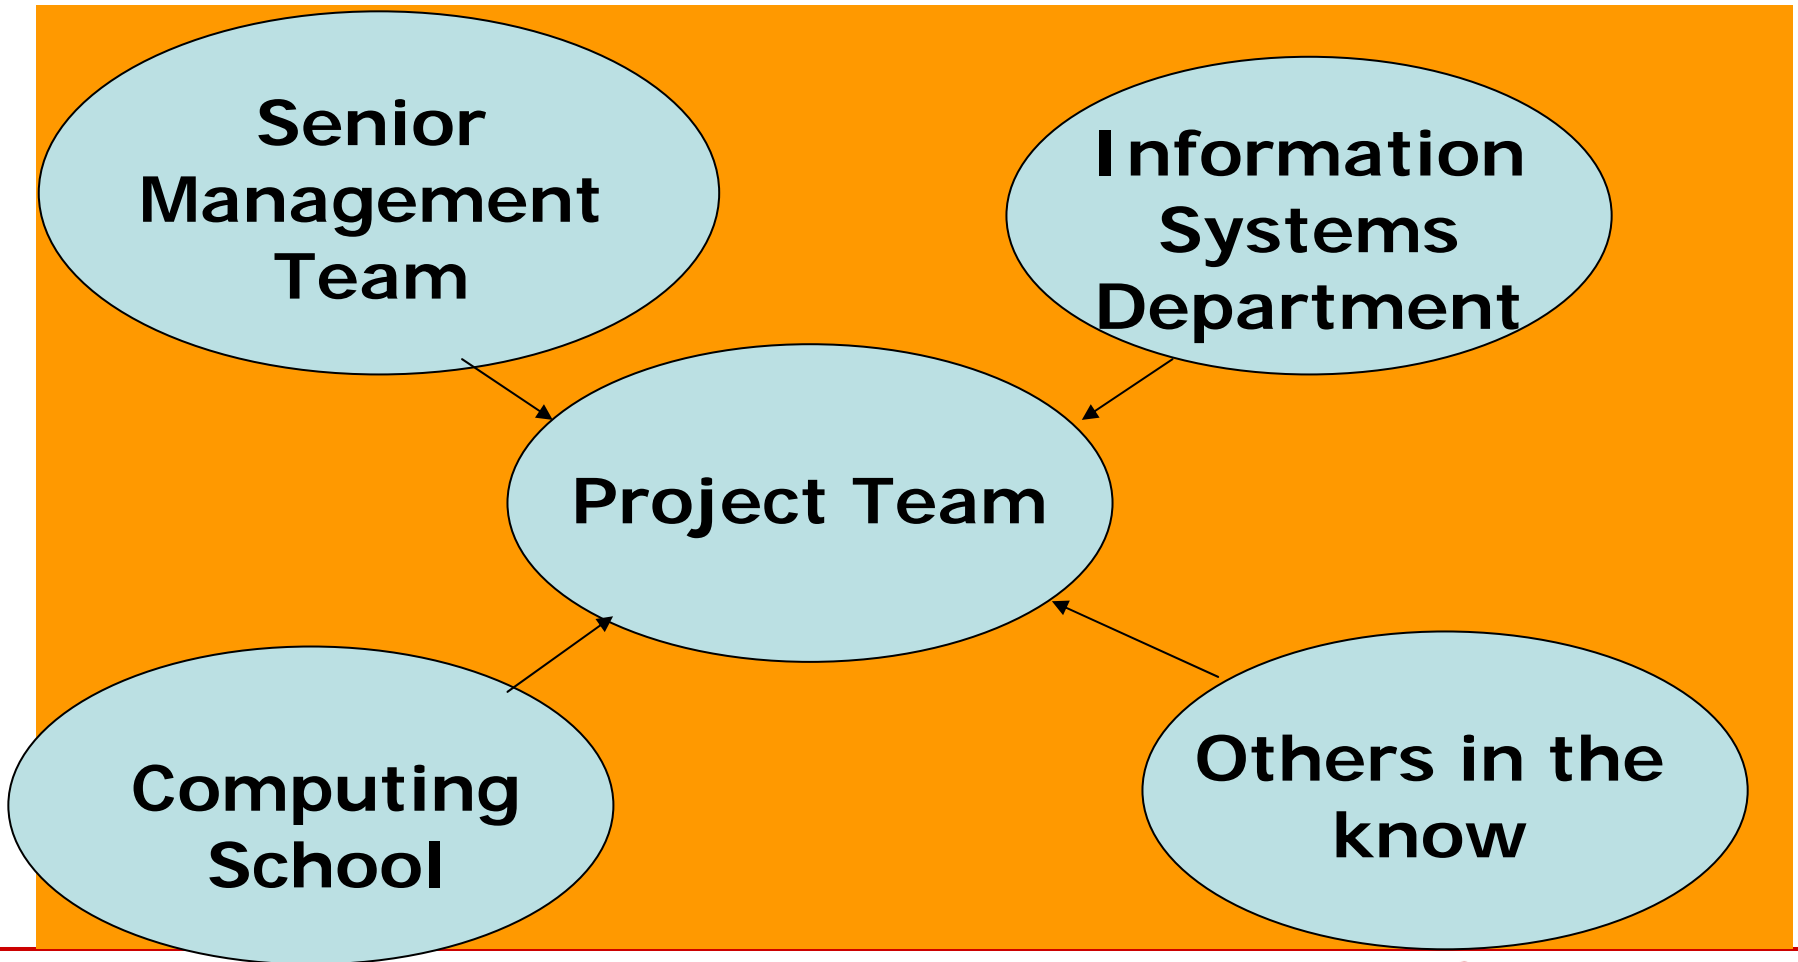 Senior
Management
Team
Information
Systems
Department
Project Team
Computing
School
Others in the
know